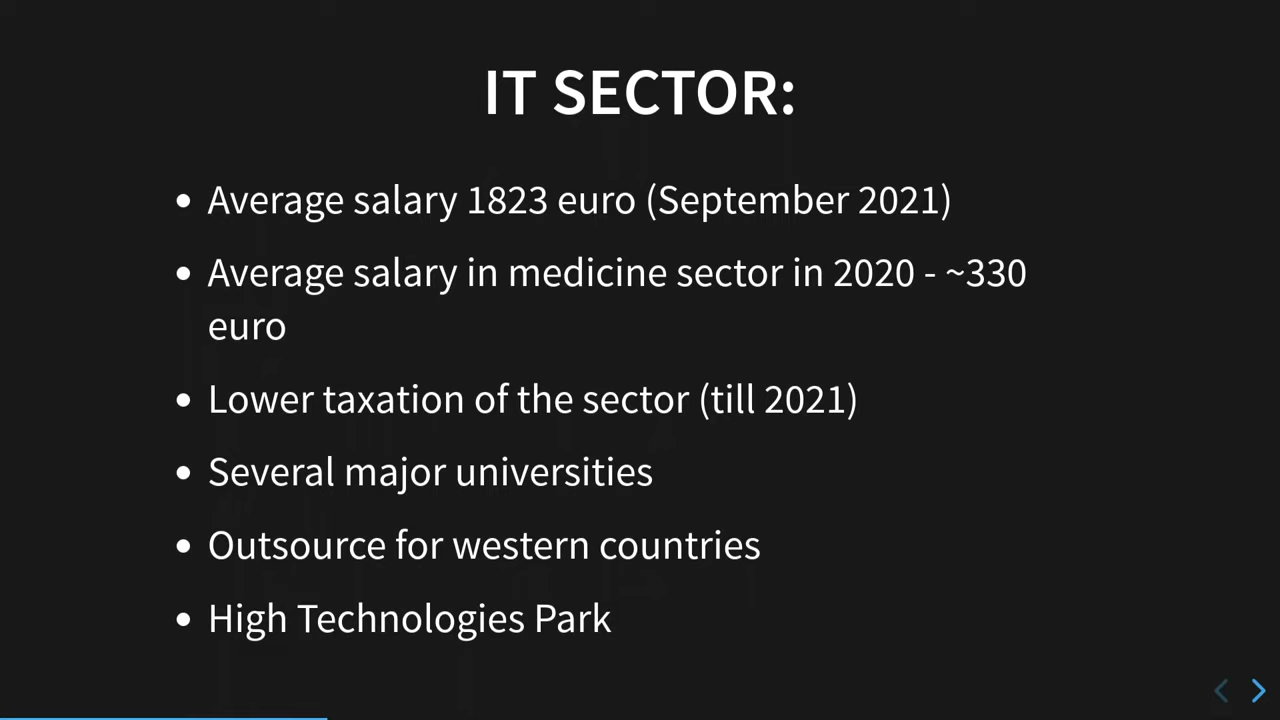 IT SECTOR:
• Average salary 1823 euro (September 2021)
• Average salary in medicine sector in 2020 - ~330
euro
• Lower taxation of the sector (till 2021)
• Several major universities
• Outsource for western countries
• High Technologies Park